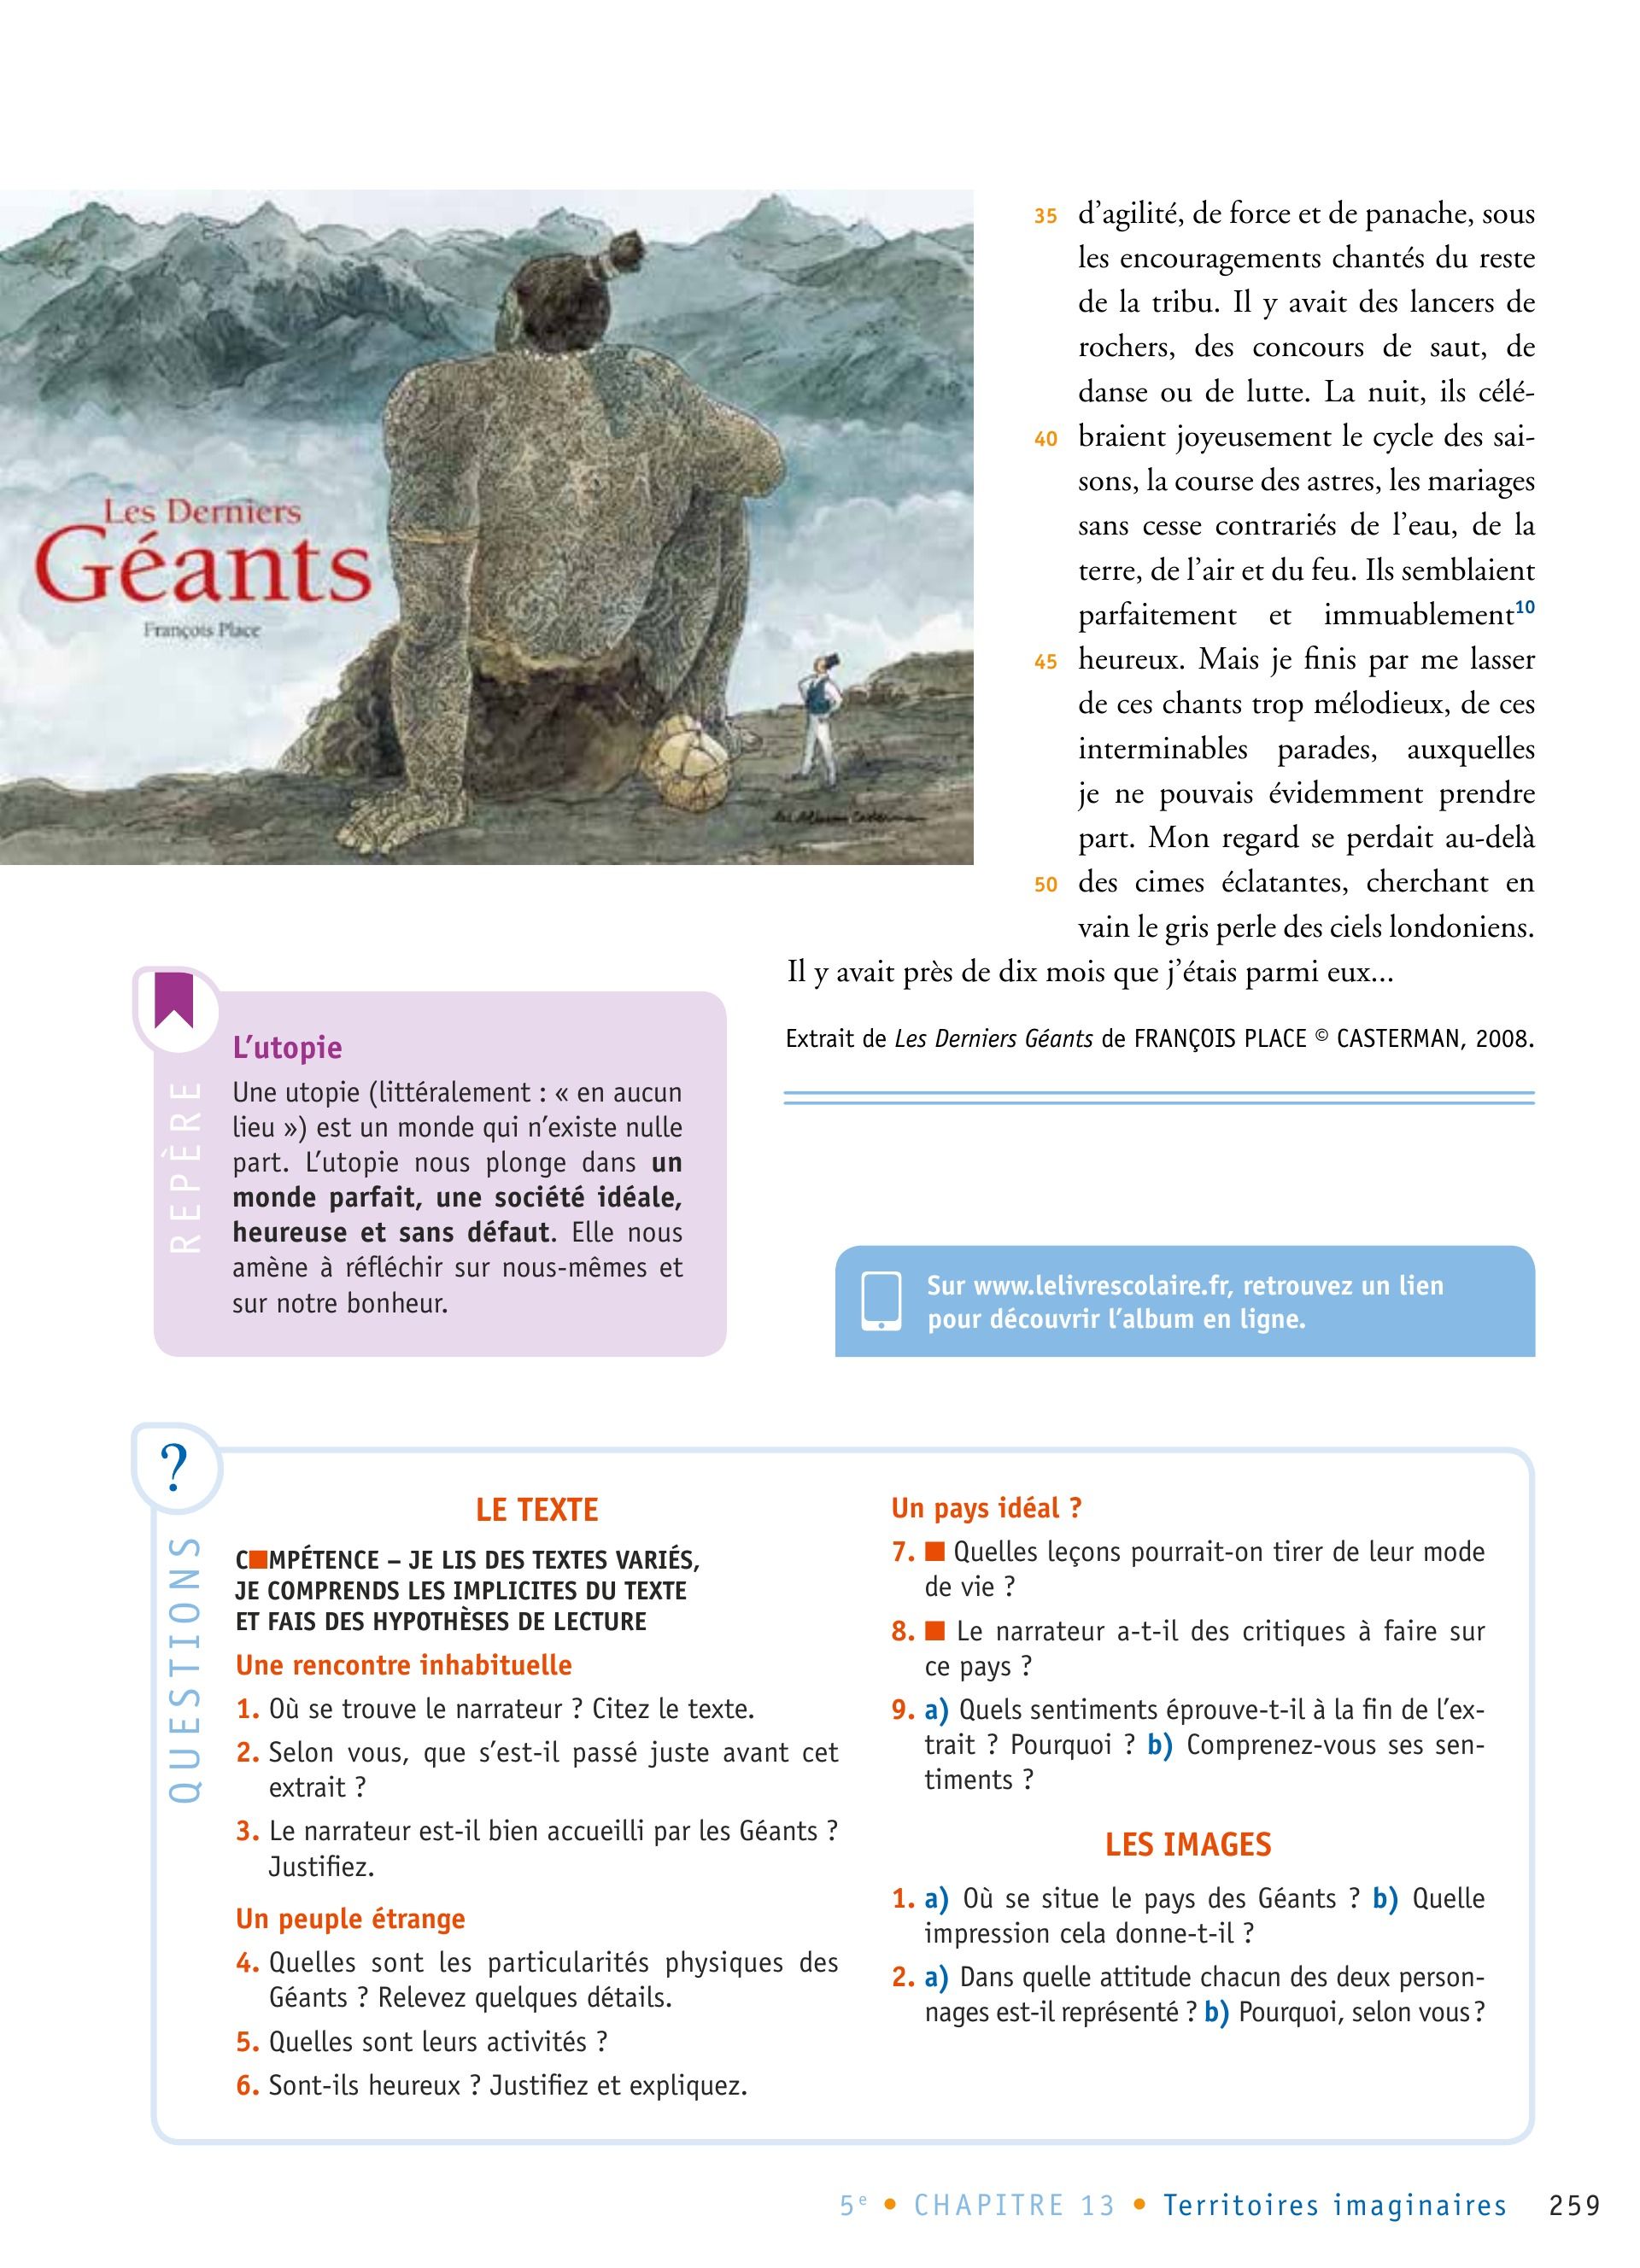 Les Derniers
Géants
François Place
35 d’agilité, de force et de panache, sous
les encouragements chantés du reste
de la tribu. Il y avait des lancers de
rochers, des concours de saut, de
danse ou de lutte. La nuit, ils célé-
40 braient joyeusement le cycle des sai-
sons, la course des astres, les mariages
sans cesse contrariés de l’eau, de la
terre, de l’air et du feu. Ils semblaient
parfaitement et immuablement10
45 heureux. Mais je finis par me lasser
de ces chants trop mélodieux, de ces
interminables parades, auxquelles
je ne pouvais évidemment prendre
part. Mon regard se perdait au-delà
50 des cimes éclatantes, cherchant en
vain le gris perle des ciels londoniens.
Il y avait près de dix mois que j’étais parmi eux...
Extrait de Les Derniers Géants de FRANÇOIS PLACE © CASTERMAN, 2008.
REPÈRE
L’utopie
Une utopie (littéralement : « en aucun
lieu ») est un monde qui n’existe nulle
part. L’utopie nous plonge dans un
monde parfait, une société idéale,
heureuse et sans défaut. Elle nous
amène à réfléchir sur nous-mêmes et
sur notre bonheur.
Sur www.lelivrescolaire.fr, retrouvez un lien
pour découvrir l’album en ligne.
?
QUESTIONS
LE TEXTE
C■MPÉTENCE – JE LIS DES TEXTES VARIÉS,
JE COMPRENDS LES IMPLICITES DU TEXTE
ET FAIS DES HYPOTHÈSES DE LECTURE
Une rencontre inhabituelle
1. Où se trouve le narrateur ? Citez le texte.
2. Selon vous, que s’est-il passé juste avant cet
extrait ?
3. Le narrateur est-il bien accueilli par les Géants ?
Justifiez.
Un peuple étrange
4. Quelles sont les particularités physiques des
Géants ? Relevez quelques détails.
5. Quelles sont leurs activités ?
6. Sont-ils heureux ? Justifiez et expliquez.
Un pays idéal ?
7. ■ Quelles leçons pourrait-on tirer de leur mode
de vie ?
8. ■ Le narrateur a-t-il des critiques à faire sur
ce pays ?
9. a) Quels sentiments éprouve-t-il à la fin de l’ex-
trait ? Pourquoi ? b) Comprenez-vous ses sen-
timents ?
LES IMAGES
1. a) Où se situe le pays des Géants ? b) Quelle
impression cela donne-t-il ?
2. a) Dans quelle attitude chacun des deux person-
nages est-il représenté ? b) Pourquoi, selon vous ?
5e • CHAPITRE 13 • Territoires imaginaires 259